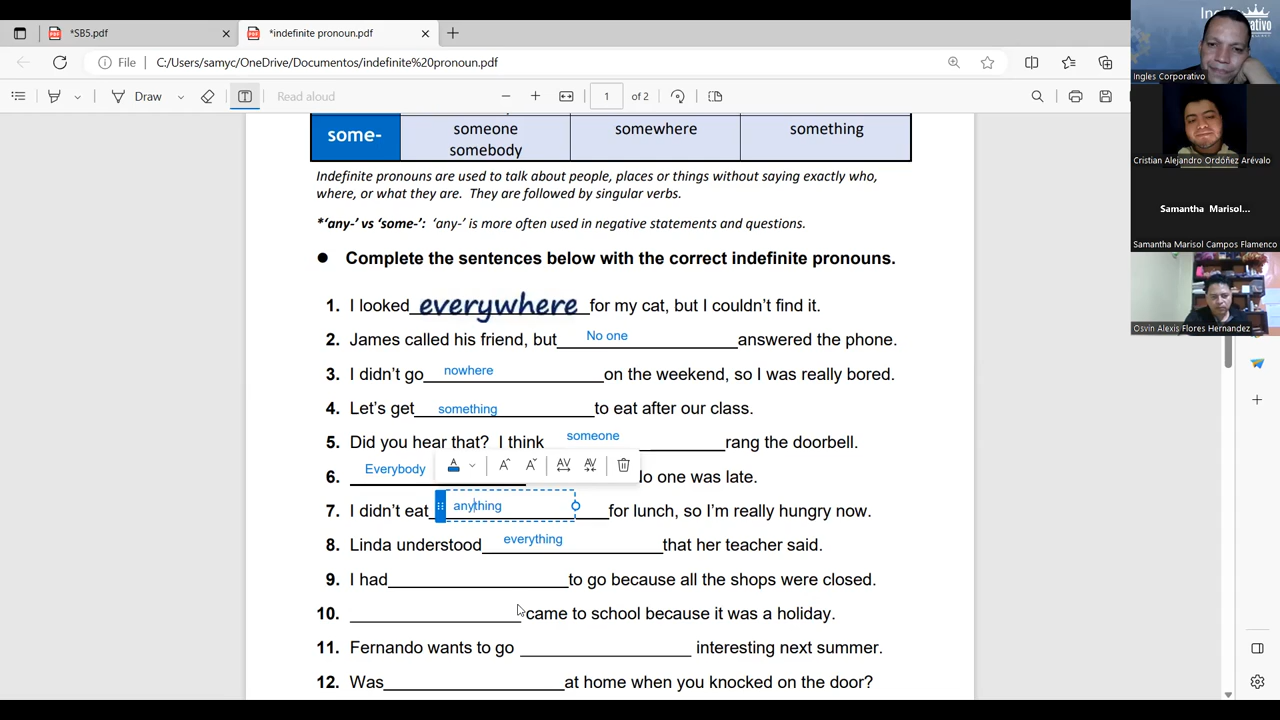 *SB5.pdf
*indefinite pronoun.pdf
File C:/Users/samyc/OneDrive/Documentos/indefinite%20pronoun.pdf
Draw Read aloud 1 of 2
some- someone somewhere something
somebody
Indefinite pronouns are used to talk about people, places or things without saying exactly who,
where, or what they are. They are followed by singular verbs.
*'any-' vs 'some-': 'any-' is more often used in negative statements and questions.
● Complete the sentences below with the correct indefinite pronouns.
1. I looked everywhere for my cat, but I couldn't find it.
2. James called his friend, but No one answered the phone.
3. I didn't go nowhere on the weekend, so I was really bored.
4. Let's get something to eat after our class.
5. Did you hear that? I think someone rang the doorbell.
6. Everybody No one was late.
7. I didn't eat anything for lunch, so I'm really hungry now.
8. Linda understood everything that her teacher said.
9. I had to go because all the shops were closed.
10. came to school because it was a holiday.
11. Fernando wants to go interesting next summer.
12. Was at home when you knocked on the door?
Ingles Corporativo
Cristian Alejandro Ordóñez Arévalo
Samantha Marisol...
Samantha Marisol Campos Flamenco
Osvin Alexis Flores Hernandez